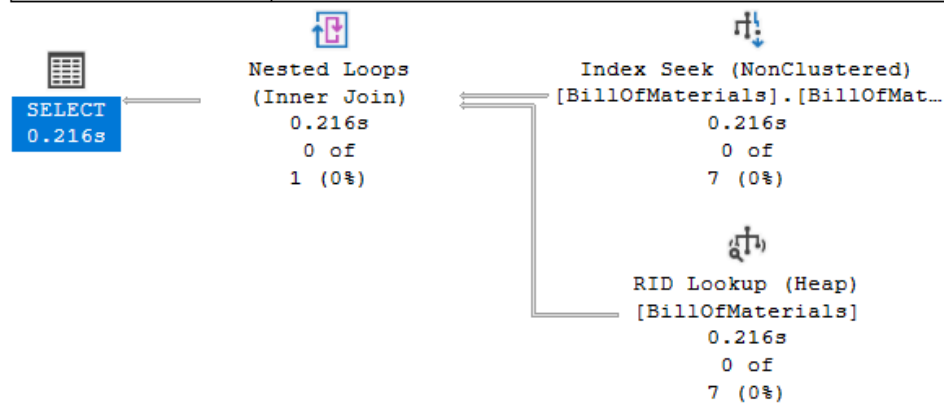 SELECT
0.216s
Nested Loops
(Inner Join)
0.216s
0 of
1 (0%)
Index Seek (NonClustered)
[BillOfMaterials].[BillOfMat…
0.216s
0 of
7 (0%)
RID Lookup (Heap)
[BillOfMaterials]
0.216s
0 of
7 (0%)